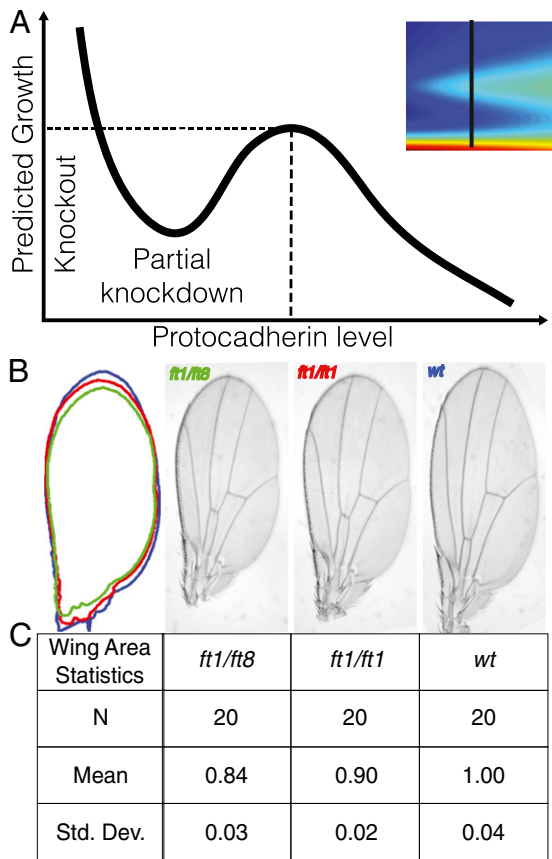 A
Predicted Growth
Knockout
Partial
knockdown
Protocadherin level
B
ft1/ft8
ft1/ft1
wt
C
Wing Area Statistics ft1/ft8 ft1/ft1 wt
N 20 20 20
Mean 0.84 0.90 1.00
Std. Dev. 0.03 0.02 0.04